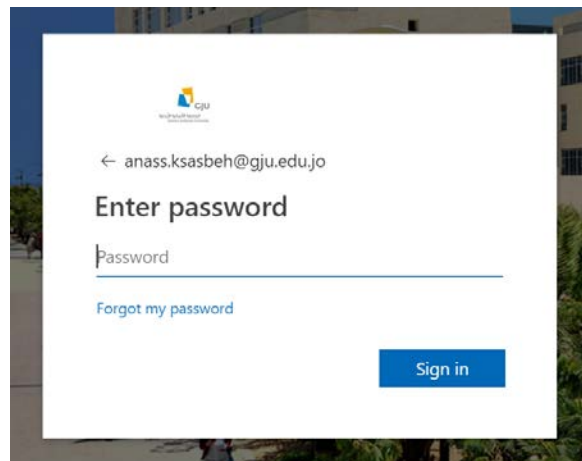 GJU
← anass.ksasbeh@gju.edu.jo
Enter password
Password
Forgot my password
Sign in